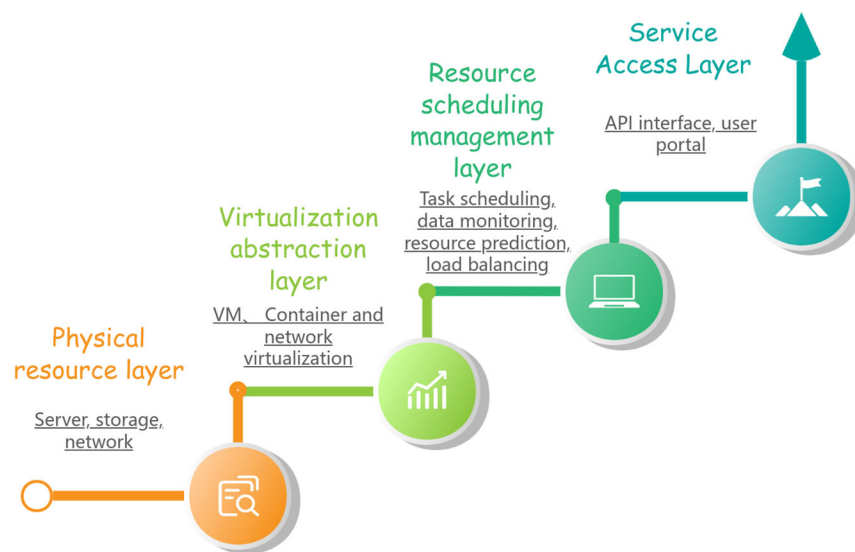 Physical
resource layer
Server, storage,
network
Virtualization
abstraction
layer
VM、 Container and
network
virtualization
Resource
scheduling
management
layer
Task scheduling,
data monitoring,
resource prediction,
load balancing
Service
Access Layer
API interface, user
portal